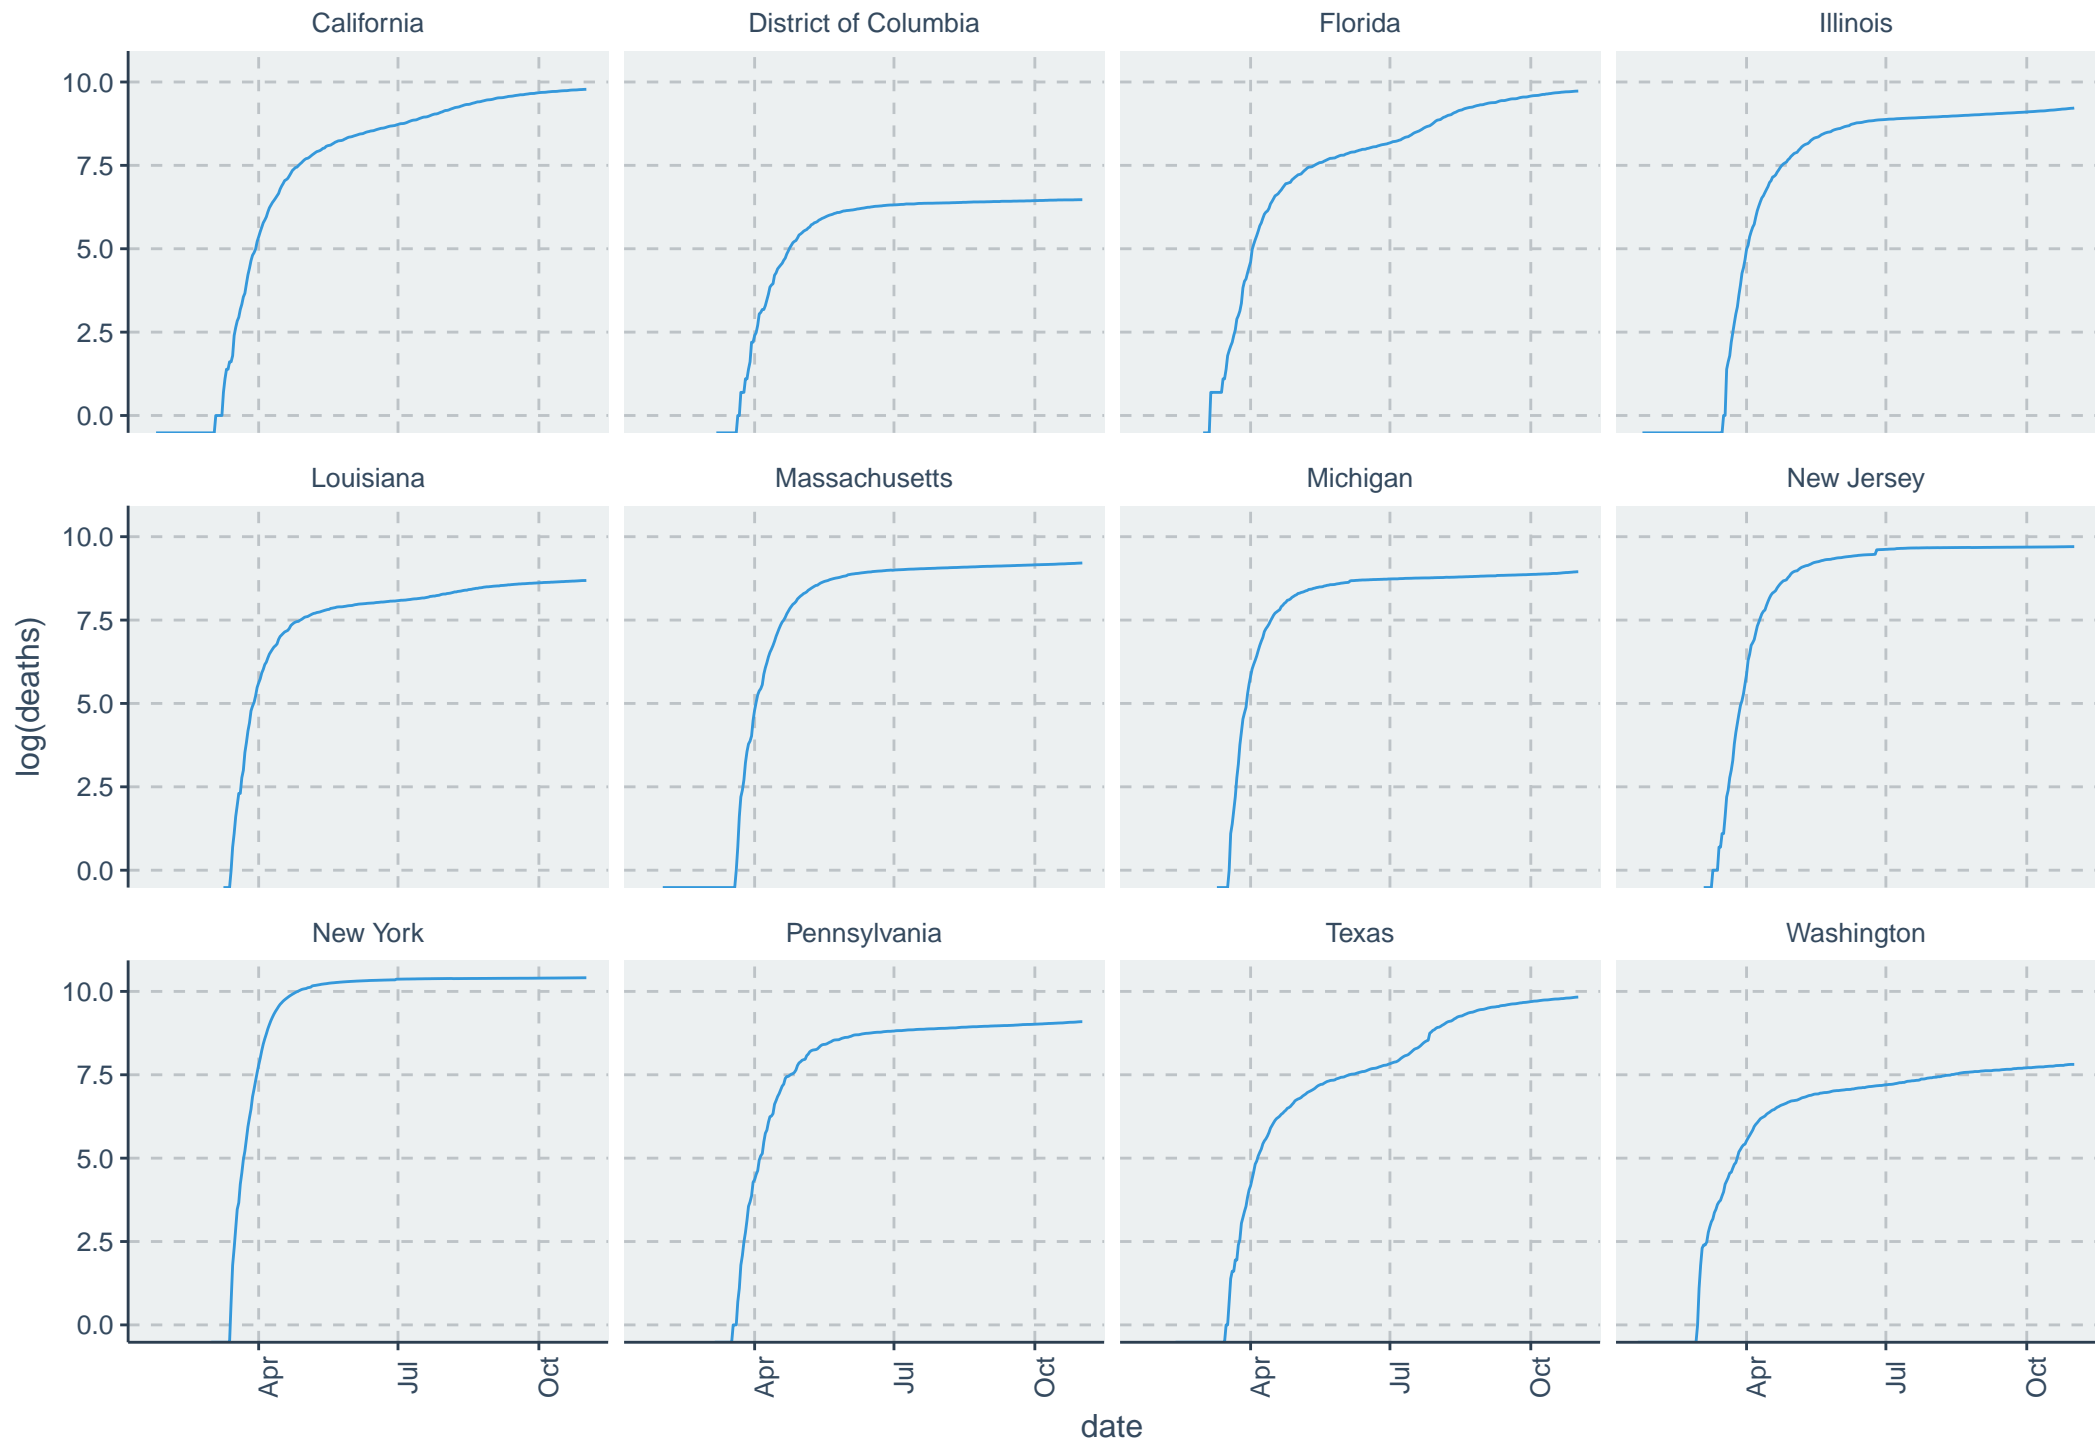 California District of Columbia Florida Illinois
10.0
7.5
5.0
2.5
0.0
Louisiana Massachusetts Michigan New Jersey
10.0
7.5
5.0
2.5
0.0
log(deaths)
New York Pennsylvania Texas Washington
10.0
7.5
5.0
2.5
0.0
Apr Jul Oct Apr Jul Oct Apr Jul Oct Apr Jul Oct
date